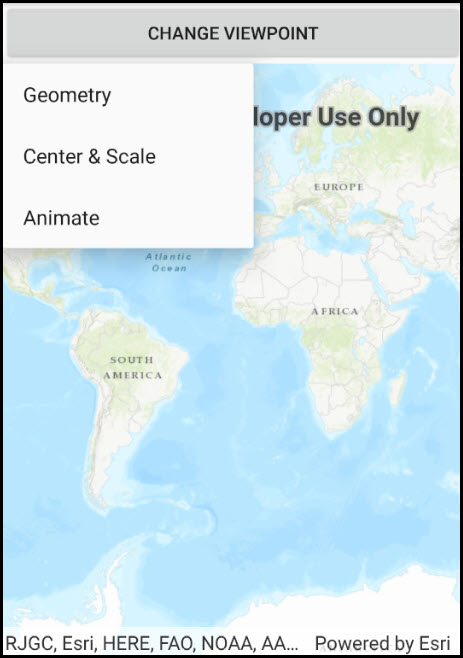 CHANGE VIEWPOINT
Geometry
Center & Scale
Animate
loper Use Only
EUROPE
Atlantic
Ocean
AFRICA
SOUTH
AMERICA
RJGC, Esri, HERE, FAO, NOAA, AA... Powered by Esri